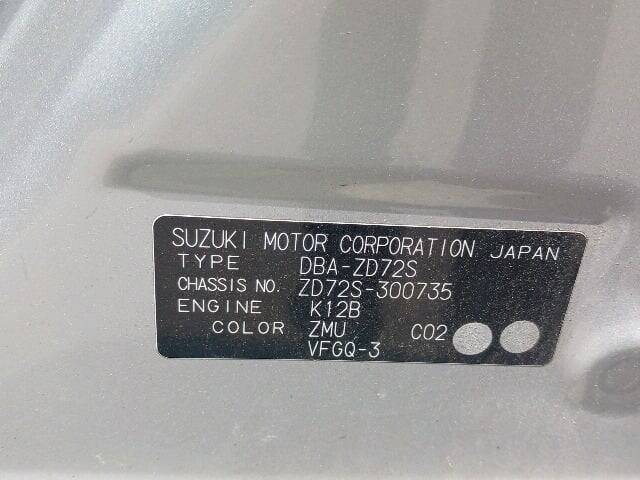 SUZUKI MOTOR CORPORATION JAPAN
TYPE DBA-ZD72S
CHASSIS NO. ZD72S-300735
ENGINE K12B
COLOR ZMU C02
VFGQ-3